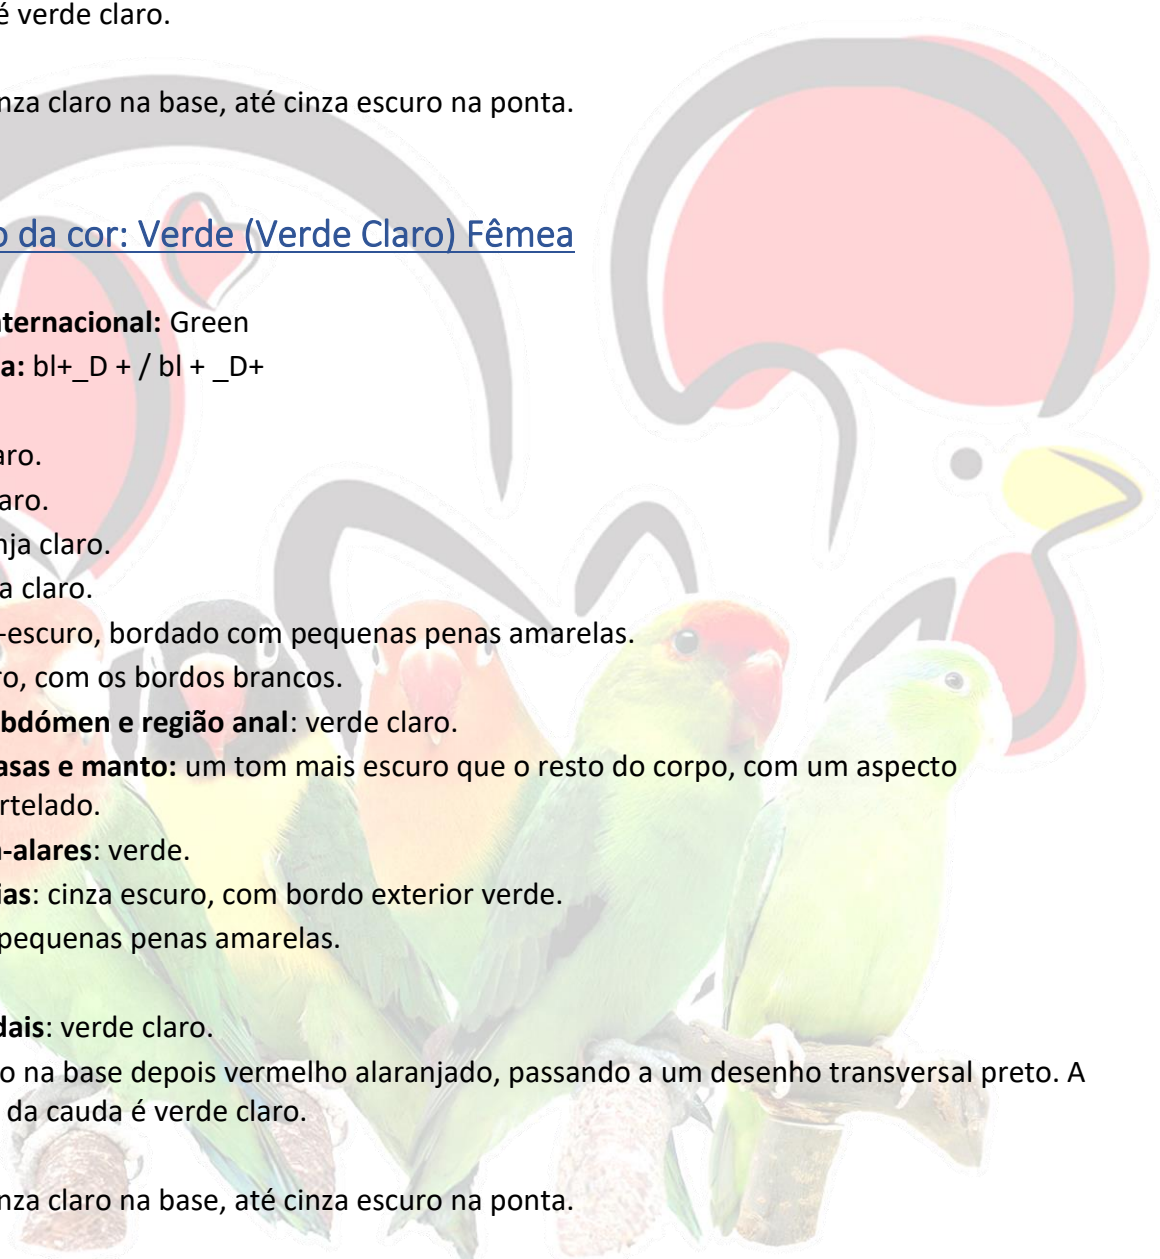 é verde claro.
nza claro na base, até cinza escuro na ponta.
o da cor: Verde (Verde Claro) Fêmea
nternacional: Green
a: bl+_D + / bl + _D+
aro.
laro.
nja claro.
a claro.
-escuro, bordado com pequenas penas amarelas.
ro, com os bordos brancos.
bdómen e região anal: verde claro.
asas e manto: um tom mais escuro que o resto do corpo, com um aspecto
rtelado.
-alares: verde.
ias: cinza escuro, com bordo exterior verde.
pequenas penas amarelas.
dais: verde claro.
o na base depois vermelho alaranjado, passando a um desenho transversal preto. A
da cauda é verde claro.
nza claro na base, até cinza escuro na ponta.